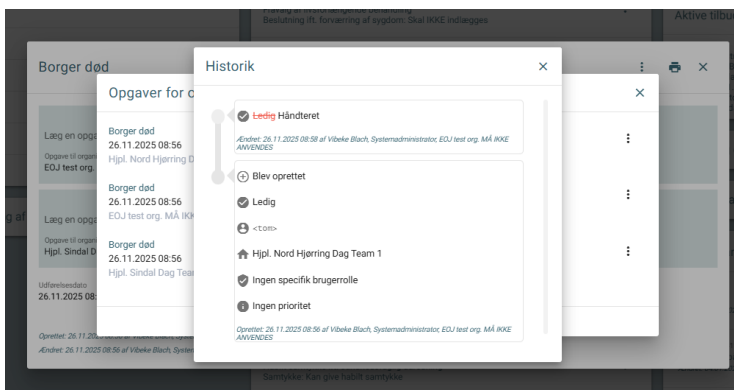 Beslutning ift. forværring af sygdom: Skal IKKE indlægges
Aktive tilbu
Borger død
Opgaver for o
Historik
Læg en opga
Opgave til organi
EOJ test org.
Læg en opga
Opgave til organi
Hjpl. Sindal D
Udførelsesdato
26.11.2025 08:
Oprettet: 26.11.202
Ændret: 26.11.2025 08:58 af Vibeke Blach, System
Borger død
26.11.2025 08:56
Hjpl. Nord Hjørring D
Borger død
26.11.2025 08:56
EOJ test org. MÅ IKK
Borger død
26.11.2025 08:56
Hjpl. Sindal Dag Tea
Ledig Håndteret
Ændret: 26.11.2025 08:58 af Vibeke Blach, Systemadministrator, EOJ test org. MÅ IKKE
ANVENDES
Blev oprettet
Ledig
<tom>
Hjpl. Nord Hjørring Dag Team 1
Ingen specifik brugerrolle
Ingen prioritet
Oprettet: 26.11.2025 08:56 af Vibeke Blach, Systemadministrator, EOJ test org. MÅ IKKE
ANVENDES
Samtykke: Kan give habilt samtykke